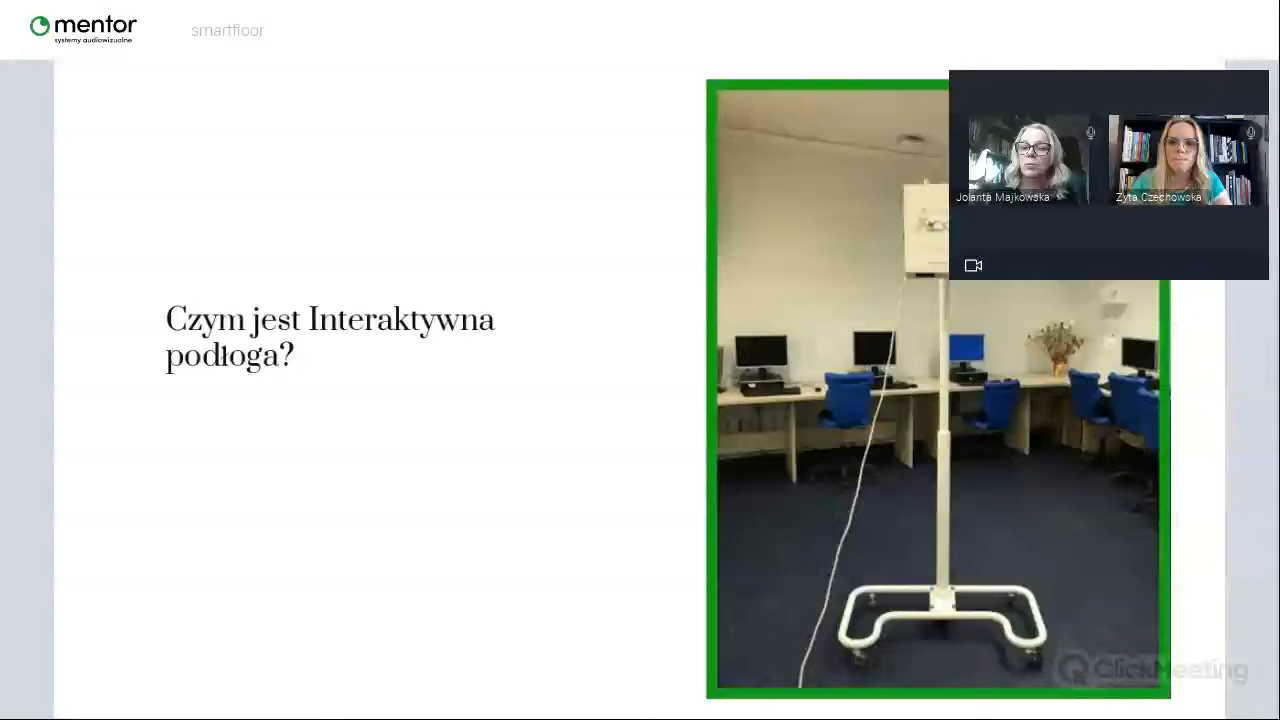 mentor
systemy audiowizualne
smartfloor
Jolanta Majkowska
Zyta Czechowska
Czym jest Interaktywna
podłoga?
ClickMeeting